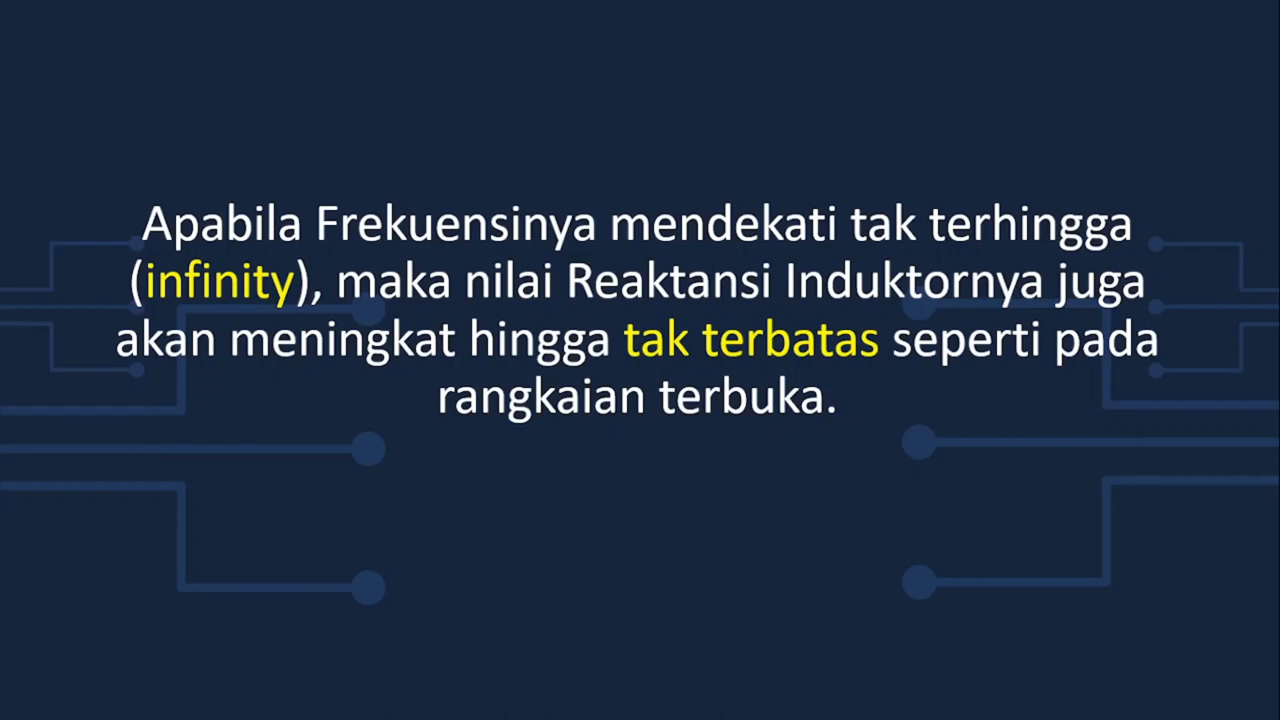 Apabila Frekuensinya mendekati tak terhingga
(infinity), maka nilai Reaktansi Induktornya juga
akan meningkat hingga tak terbatas seperti pada
rangkaian terbuka.